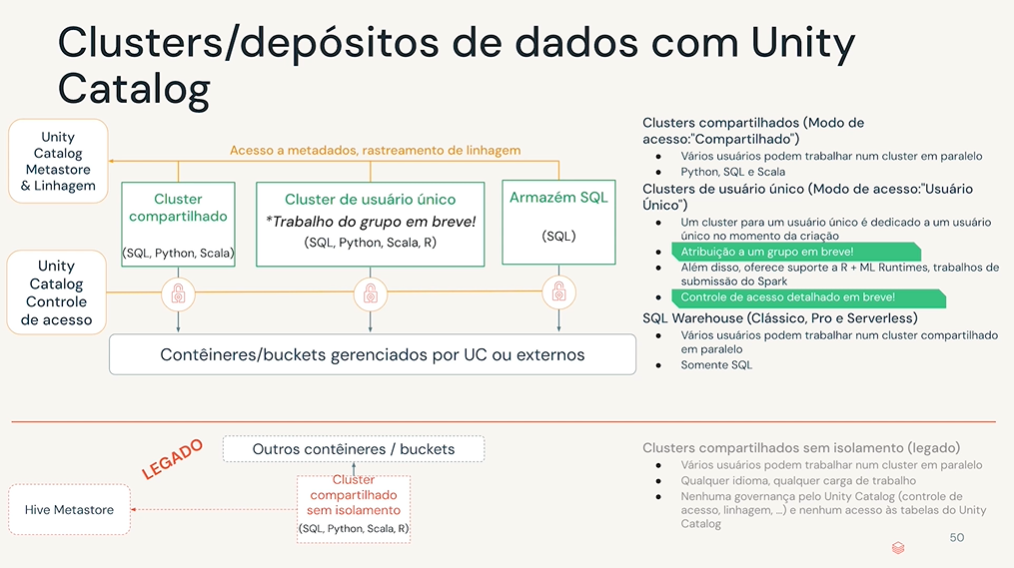 Clusters/depósitos de dados com Unity
Catalog
Unity
Catalog
Metastore
& Linhagem
Acesso a metadados, rastreamento de linhagem
Cluster
compartilhado
(SQL, Python, Scala)
Cluster de usuário único
*Trabalho do grupo em breve!
(SQL, Python, Scala, R)
Armazém SQL
(SQL)
Unity
Catalog
Controle
de acesso
Contêineres/buckets gerenciados por UC ou externos
Clusters compartilhados (Modo de
acesso:"Compartilhado")
● Vários usuários podem trabalhar num cluster em paralelo
● Python, SQL e Scala
Clusters de usuário único (Modo de acesso:"Usuário
Único")
● Um cluster para um usuário único é dedicado a um usuário
único no momento da criação
● Atribuição a um grupo em breve!
● Além disso, oferece suporte a R + ML Runtimes, trabalhos de
submissão do Spark
● Controle de acesso detalhado em breve!
SQL Warehouse (Clássico, Pro e Serverless)
● Vários usuários podem trabalhar num cluster compartilhado
em paralelo
● Somente SQL
LEGADO
Outros contêineres / buckets
Cluster
compartilhado
sem isolamento
(SQL, Python, Scala, R)
Hive Metastore
Clusters compartilhados sem isolamento (legado)
● Vários usuários podem trabalhar num cluster em paralelo
● Qualquer idioma, qualquer carga de trabalho
● Nenhuma governança pelo Unity Catalog (controle de
acesso, linhagem, …) e nenhum acesso às tabelas do Unity
Catalog
50